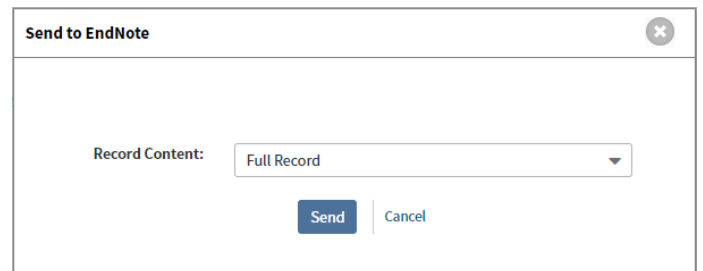 Send to EndNote
Record Content: Full Record
Send Cancel